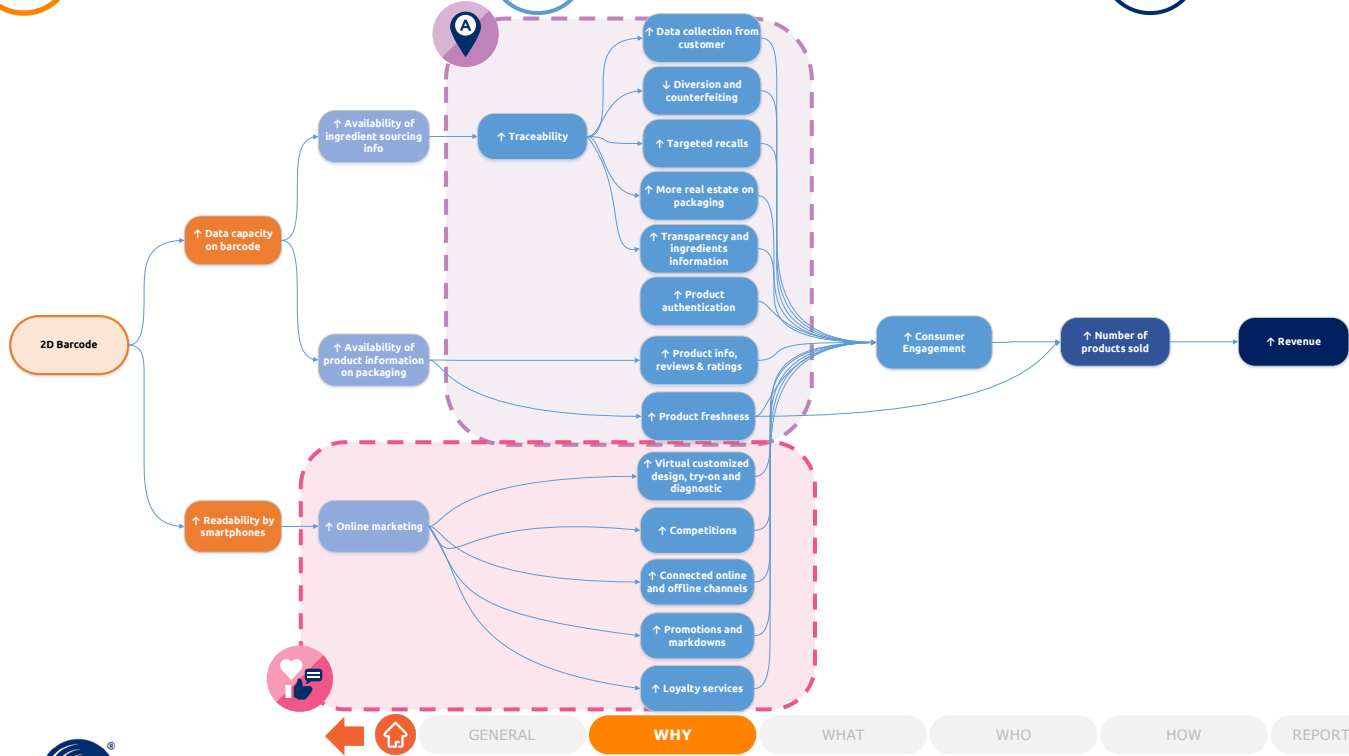 A
↑ Data collection from
customer
↓ Diversion and
counterfeiting
↑ Availability of
ingredient sourcing
info
↑ Traceability
↑ Targeted recalls
↑ More real estate on
packaging
↑ Data capacity
on barcode
↑ Transparency and
ingredients
information
↑ Product
authentication
2D Barcode
↑ Availability of
product information
on packaging
↑ Product info,
reviews & ratings
↑ Consumer
Engagement
↑ Number of
products sold
↑ Revenue
↑ Product freshness
↑ Virtual customized
design, try-on and
diagnostic
↑ Readability by
smartphones
↑ Online marketing
↑ Competitions
↑ Connected online
and offline channels
↑ Promotions and
markdowns
↑ Loyalty services
GENERAL
WHY
WHAT
WHO
HOW
REPORT
®